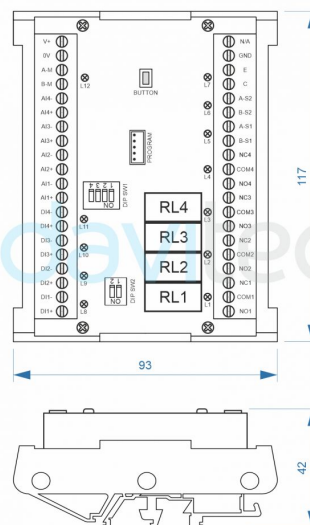 V+
0V
A-M
B-M
AI4-
AI4+
AI3-
AI3+
AI2-
AI2+
AI1-
AI1+
DI4-
DI4+
DI3-
DI3+
DI2-
DI2+
DI1-
DI1+
L12
L11
L10
L9
L8
BUTTON
PROGRAM
4 3 2 1
ON
DIP SW1
2 1
ON
DIP SW2
RL4
RL3
RL2
RL1
L7
L6
L5
L4
L3
L2
L1
N/A
GND
E
C
A-S2
B-S2
A-S1
B-S1
NC4
COM4
NO4
NC3
COM3
NO3
NC2
COM2
NO2
NC1
COM1
NO1
117
93
42